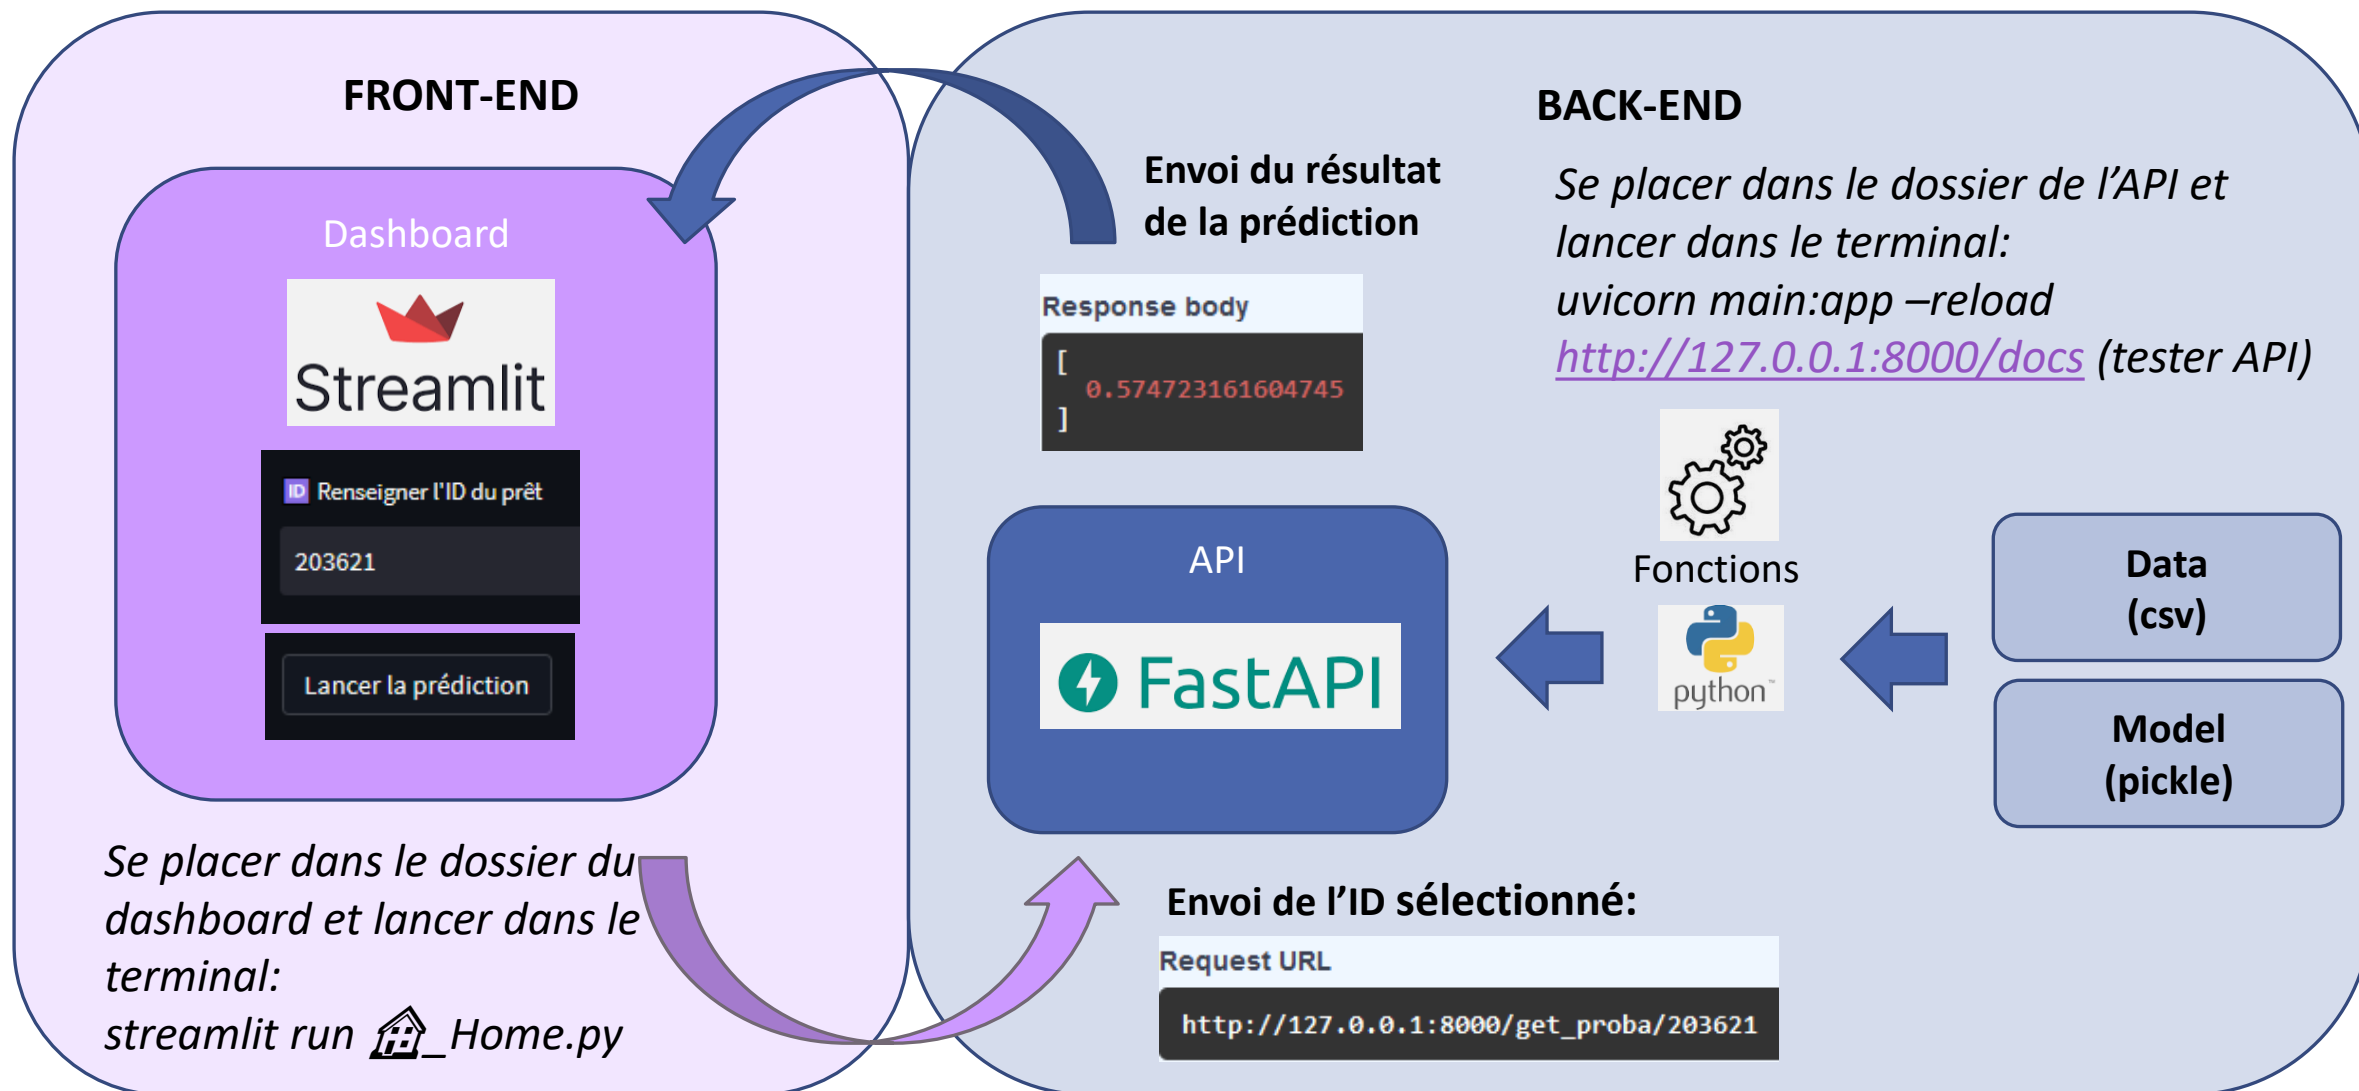 FRONT-END
Dashboard
Streamlit
ID Renseigner l'ID du prêt
203621
Lancer la prédiction
Se placer dans le dossier du
dashboard et lancer dans le
terminal:
streamlit run 🏠_Home.py
BACK-END
Envoi du résultat
de la prédiction
Response body
[
0.574723161604745
]
Se placer dans le dossier de l’API et
lancer dans le terminal:
uvicorn main:app –reload
http://127.0.0.1:8000/docs (tester API)
API
FastAPI
Fonctions
python™
Data
(csv)
Model
(pickle)
Envoi de l’ID sélectionné:
Request URL
http://127.0.0.1:8000/get_proba/203621